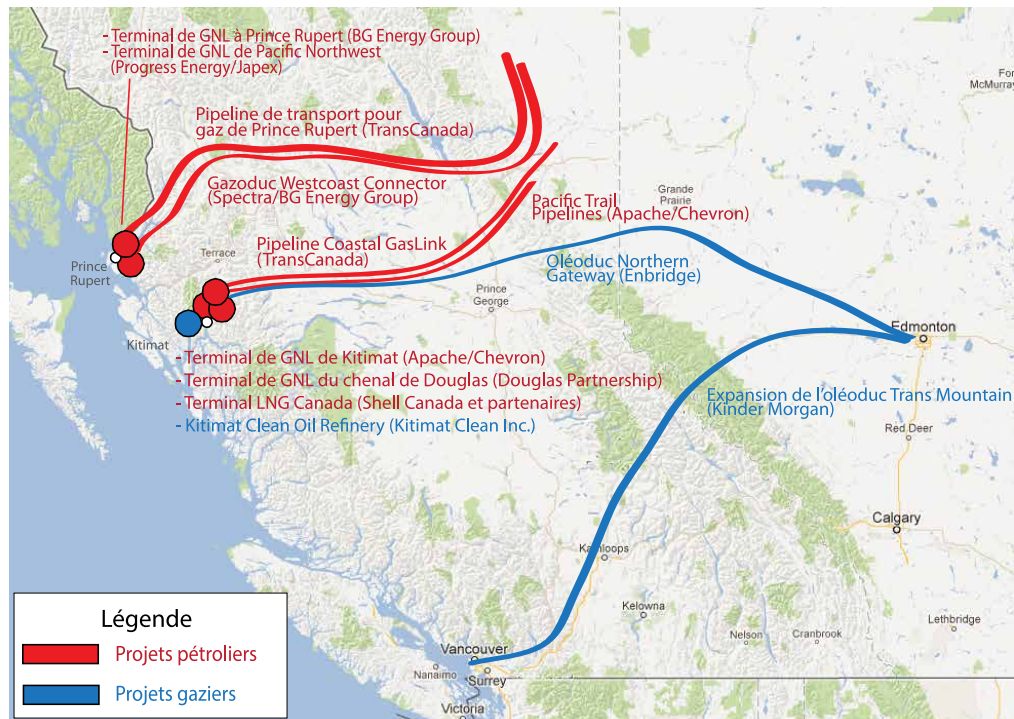 - Terminal de GNL à Prince Rupert (BG Energy Group)
- Terminal de GNL de Pacific Northwest
(Progress Energy/Japex)
For
McMurray
Pipeline de transport pour
gaz de Prince Rupert (TransCanada)
Gazoduc Westcoast Connector
(Spectra/BG Energy Group)
Grande
Prairie
Pacific Trail
Pipelines (Apache/Chevron)
Pipeline Coastal GasLink
(TransCanada)
Terrace
Prince
Rupert
Oléoduc Northern
Gateway (Enbridge)
Prince
George
Kitimat
Edmonton
- Terminal de GNL de Kitimat (Apache/Chevron)
- Terminal de GNL du chenal de Douglas (Douglas Partnership)
- Terminal LNG Canada (Shell Canada et partenaires)
- Kitimat Clean Oil Refinery (Kitimat Clean Inc.)
Expansion de l'oléoduc Trans Mountain
(Kinder Morgan)
Red Deer
Calgary
Kamloops
Kelowna
Lethbridge
Nelson
Cranbrook
Vancouver
Nanaimo
Surrey
Victoria
Légende
Projets pétroliers
Projets gaziers